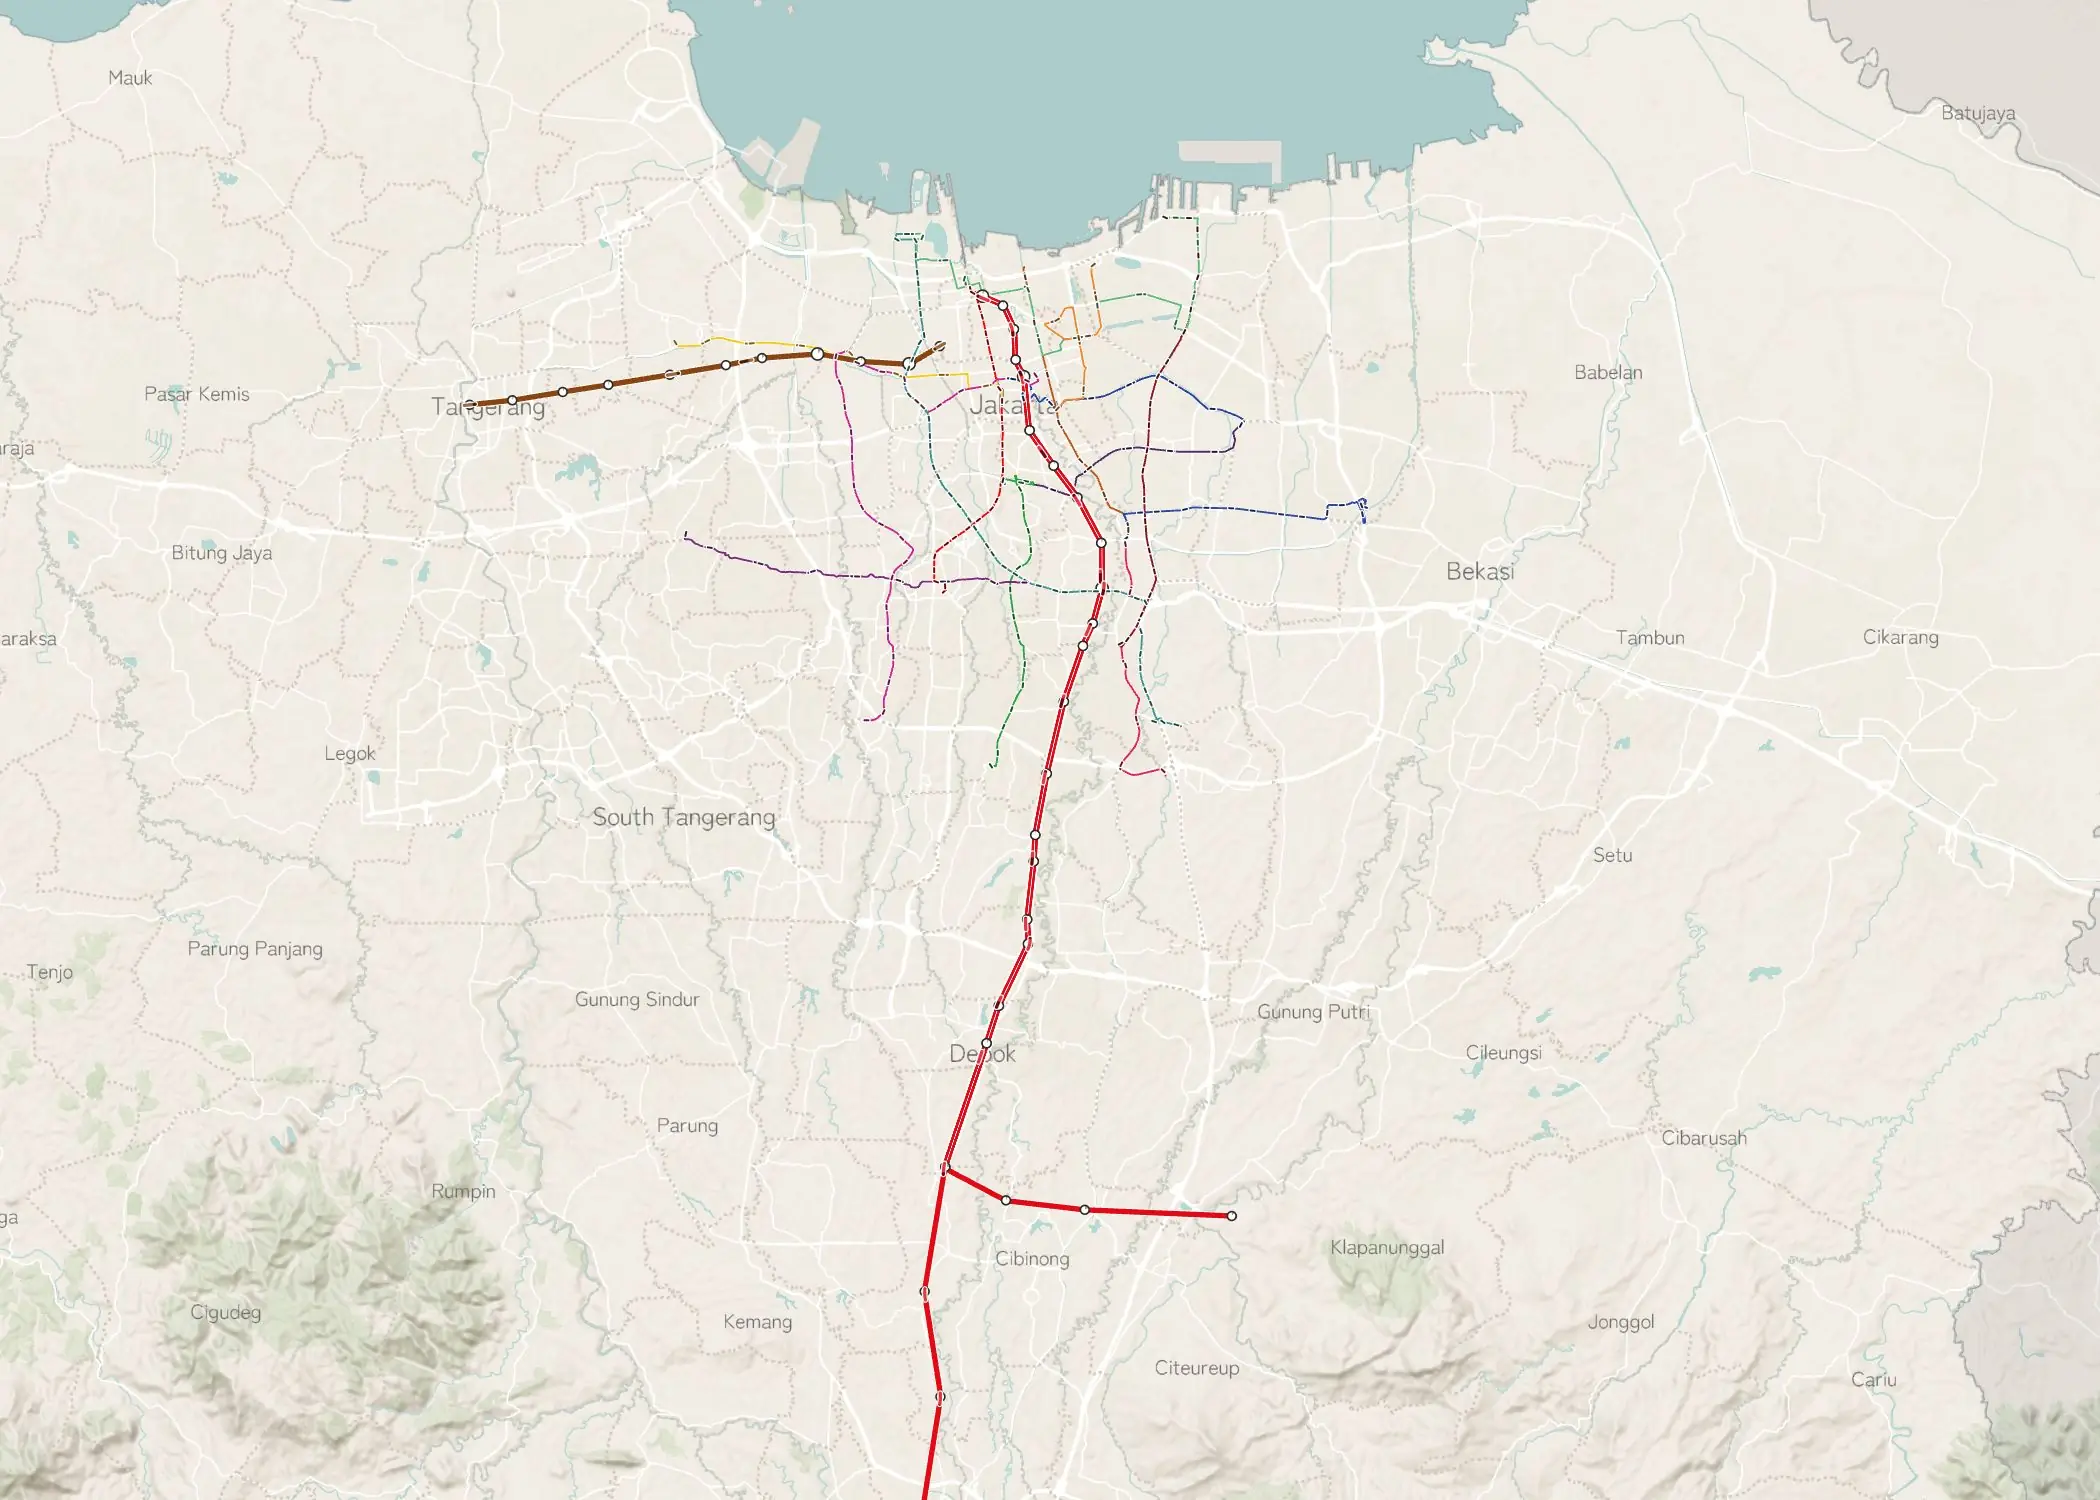 Mauk
Batujaya
Pasar Kemis
Tangerang
Jakarta
Babelan
raja
Bitung Jaya
Bekasi
araksa
Tambun
Cikarang
Legok
South Tangerang
Setu
Parung Panjang
Tenjo
Gunung Sindur
Gunung Putri
Depok
Cileungsi
Parung
Cibarusah
Rumpin
ga
Klapanunggal
Cibinong
Cigudeg
Kemang
Jonggol
Citeureup
Cariu